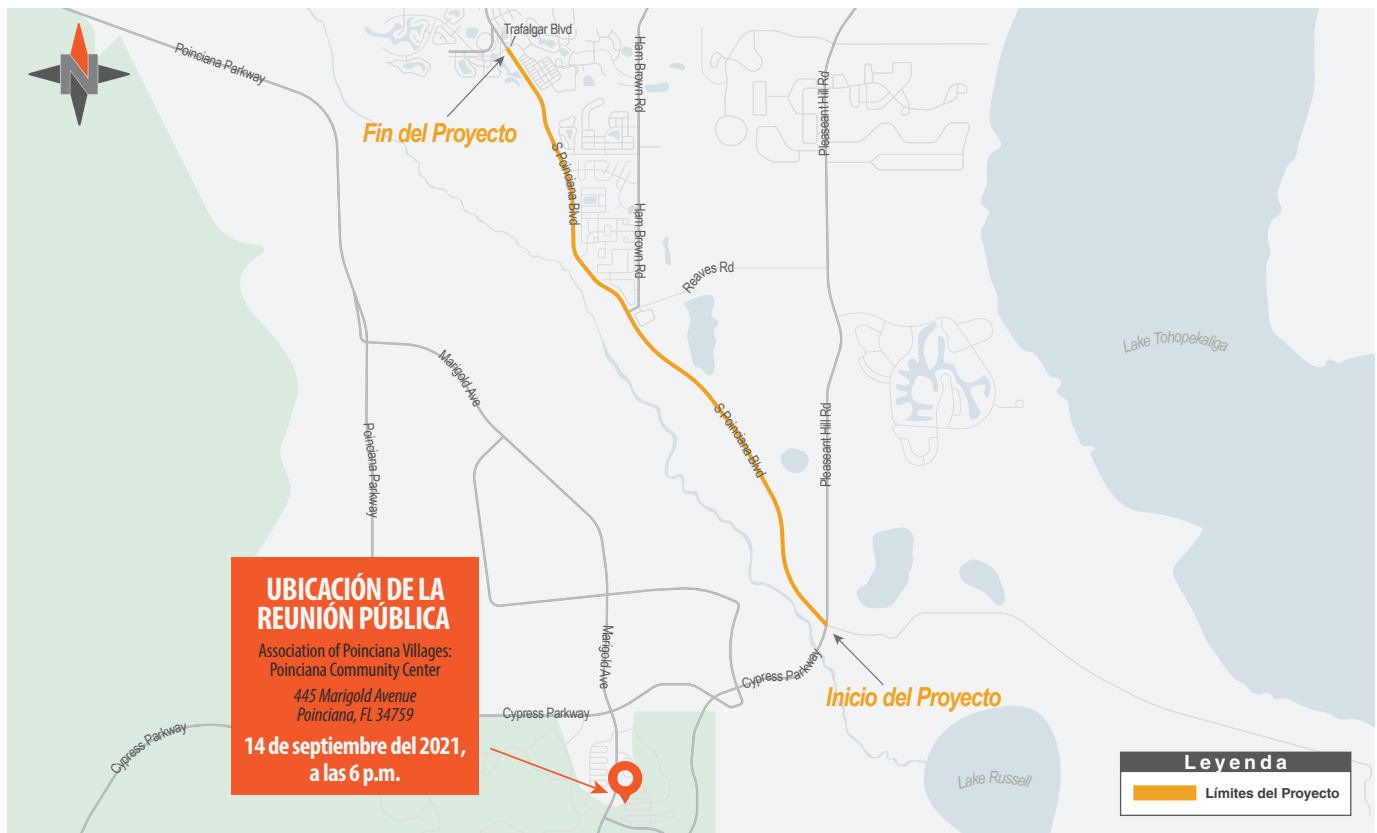 Trafalgar Blvd
Poinciana Parkway
Ham Brown Rd
Pleaseant Hill Rd
Fin del Proyecto
S Poinciana Blvd
Ham Brown Rd
Reaves Rd
Lake Tohopekaliga
Marigold Ave
Poinciana Parkway
S Poinciana Blvd
Pleaseant Hill Rd
UBICACIÓN DE LA
REUNIÓN PÚBLICA
Association of Poinciana Villages:
Poinciana Community Center
445 Marigold Avenue
Poinciana, FL 34759
14 de septiembre del 2021,
a las 6 p.m.
Marigold Ave
Cypress Parkway
Inicio del Proyecto
Cypress Parkway
Cypress Parkway
Lake Russell
Leyenda
Límites del Proyecto
N